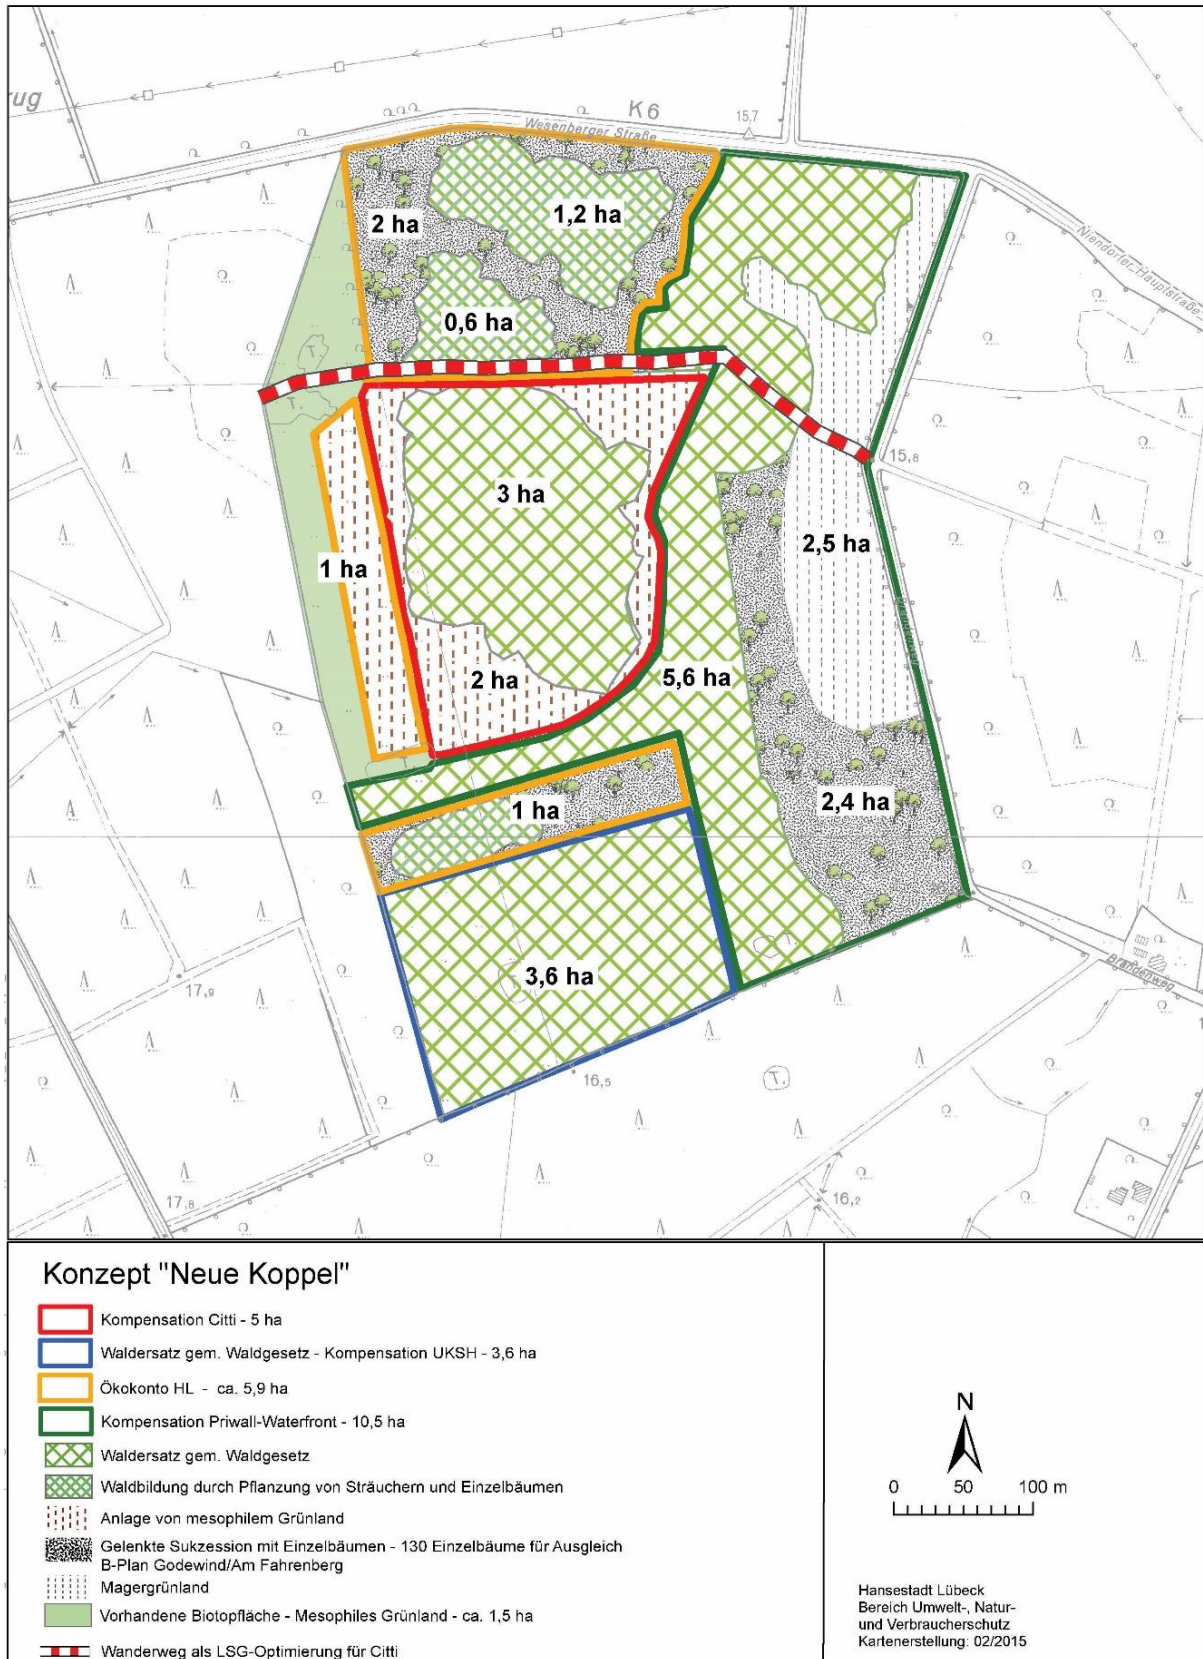 rug
K 6
15,7
Wesenberger Straße
Niendorfer-Hauptstraße
2 ha
1,2 ha
0,6 ha
T.
T.
15,8
3 ha
2,5 ha
1 ha
2 ha
5,6 ha
Brandenweg
T.
1 ha
2,4 ha
T.
3,6 ha
T.
Brandenweg
17,9
16,5
T.
17,8
16,2
Konzept "Neue Koppel"
Kompensation Citti - 5 ha
Waldersatz gem. Waldgesetz - Kompensation UKSH - 3,6 ha
Ökokonto HL - ca. 5,9 ha
Kompensation Priwall-Waterfront - 10,5 ha
Waldersatz gem. Waldgesetz
Waldbildung durch Pflanzung von Sträuchern und Einzelbäumen
Anlage von mesophilem Grünland
Gelenkte Sukzession mit Einzelbäumen - 130 Einzelbäume für Ausgleich
B-Plan Godewind/Am Fahrenberg
Magergrünland
Vorhandene Biotopfläche - Mesophiles Grünland - ca. 1,5 ha
Wanderweg als LSG-Optimierung für Citti
N
0 50 100 m
Hansestadt Lübeck
Bereich Umwelt-, Natur-
und Verbraucherschutz
Kartenerstellung: 02/2015